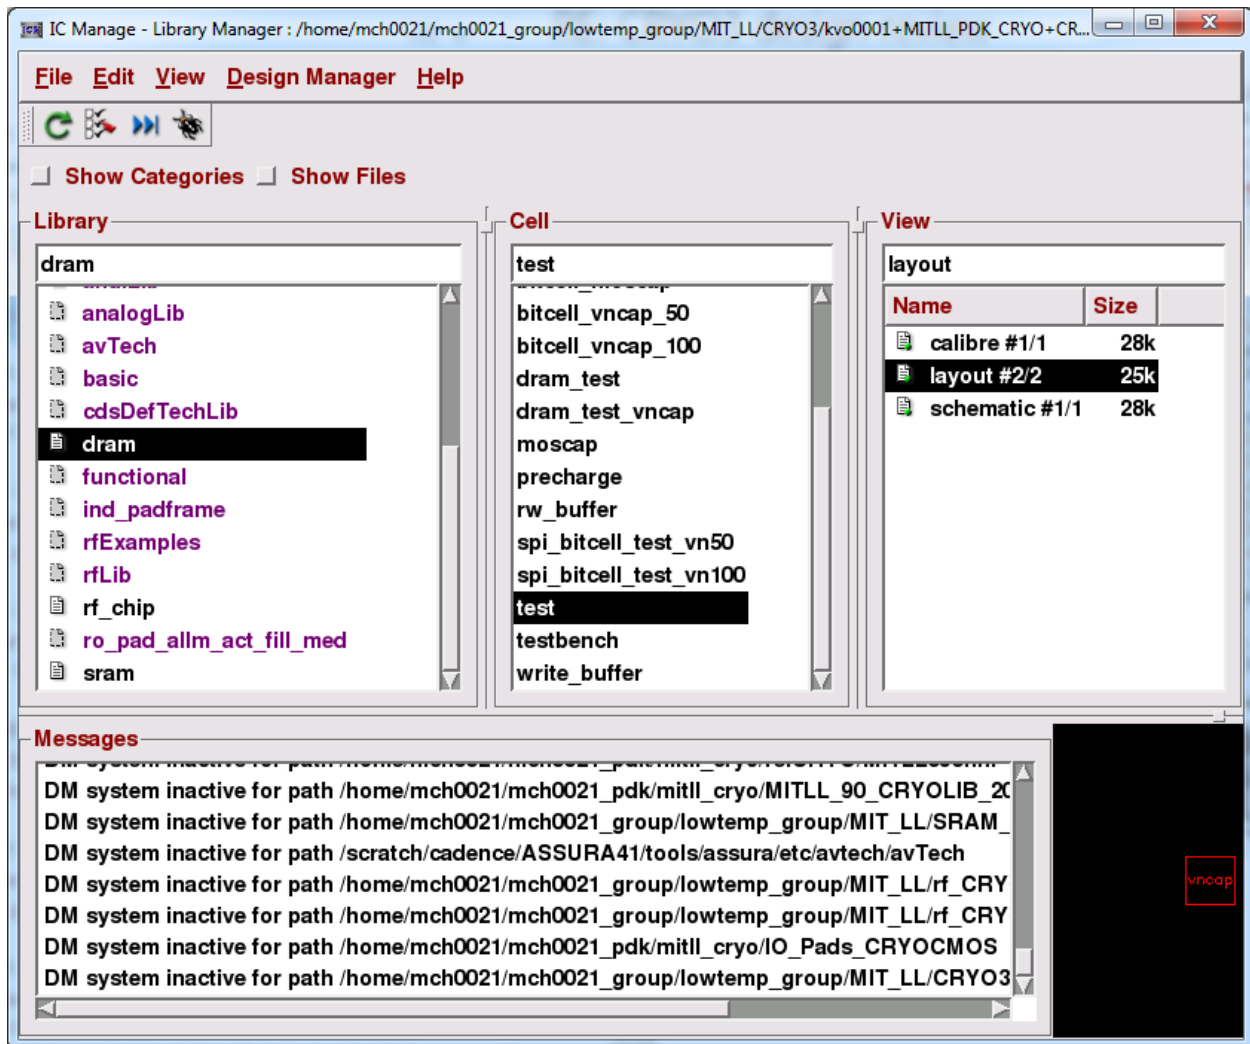 IC Manage - Library Manager : /home/mch0021/mch0021_group/lowtemp_group/MIT_LL/CRYO3/kvo0001+MITLL_PDK_CRYO+CR...
File Edit View Design Manager Help
Show Categories Show Files
Library
dram
analogLib
avTech
basic
cdsDefTechLib
dram
functional
ind_padframe
rfExamples
rfLib
rf_chip
ro_pad_allm_act_fill_med
sram
Cell
test
bitcell_moscap
bitcell_vncap_50
bitcell_vncap_100
dram_test
dram_test_vncap
moscap
precharge
rw_buffer
spi_bitcell_test_vn50
spi_bitcell_test_vn100
test
testbench
write_buffer
View
layout
Name Size
calibre #1/1 28k
layout #2/2 25k
schematic #1/1 28k
Messages
DM system inactive for path /home/mch0021/mch0021_pdk/mitll_cryo/MITLL_90_CRYOLIB_20
DM system inactive for path /home/mch0021/mch0021_group/lowtemp_group/MIT_LL/SRAM_
DM system inactive for path /scratch/cadence/ASSURA41/tools/assura/etc/avtech/avTech
DM system inactive for path /home/mch0021/mch0021_group/lowtemp_group/MIT_LL/rf_CRY
DM system inactive for path /home/mch0021/mch0021_group/lowtemp_group/MIT_LL/rf_CRY
DM system inactive for path /home/mch0021/mch0021_pdk/mitll_cryo/IO_Pads_CRYOCMOS
DM system inactive for path /home/mch0021/mch0021_group/lowtemp_group/MIT_LL/CRYO3
vncap